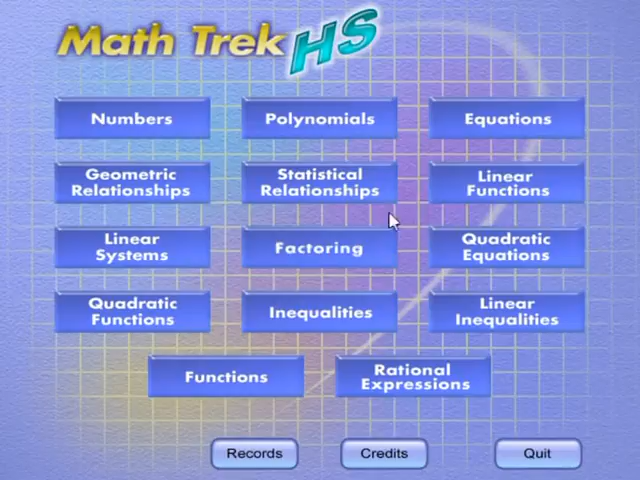 Math Trek HS
Numbers
Polynomials
Equations
Geometric
Relationships
Statistical
Relationships
Linear
Functions
Linear
Systems
Factoring
Quadratic
Equations
Quadratic
Functions
Inequalities
Linear
Inequalities
Functions
Rational
Expressions
Records
Credits
Quit